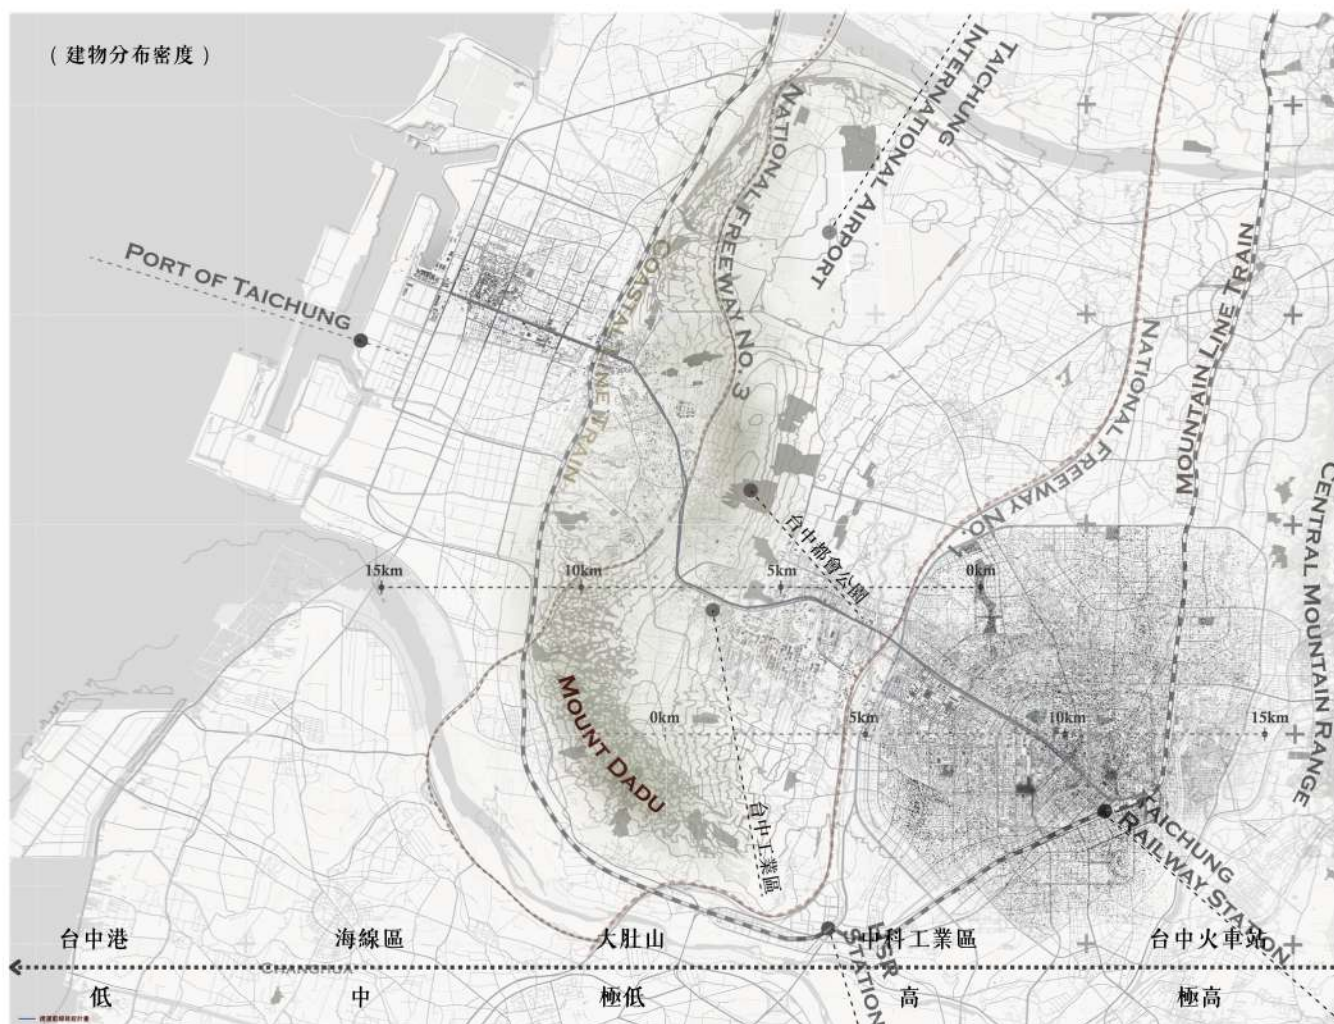 ( 建物分布密度 )
TAICHUNG
INTERNATIONAL AIRPORT
NATIONAL FREEWAY NO. 3
PORT OF TAICHUNG
COASTAL LINE TRAIN
MOUNTAIN LINE TRAIN
NATIONAL FREEWAY NO. 1
CENTRAL MOUNTAIN RANGE
台中都會公園
15km
10km
5km
0km
MOUNT DADU
0km
5km
10km
15km
台中工業區
TAICHUNG
RAILWAY STATION
HSR
STATION
台中港
海線區
大肚山
中科工業區
台中火車站
CHANGHUA
低
中
極低
高
極高